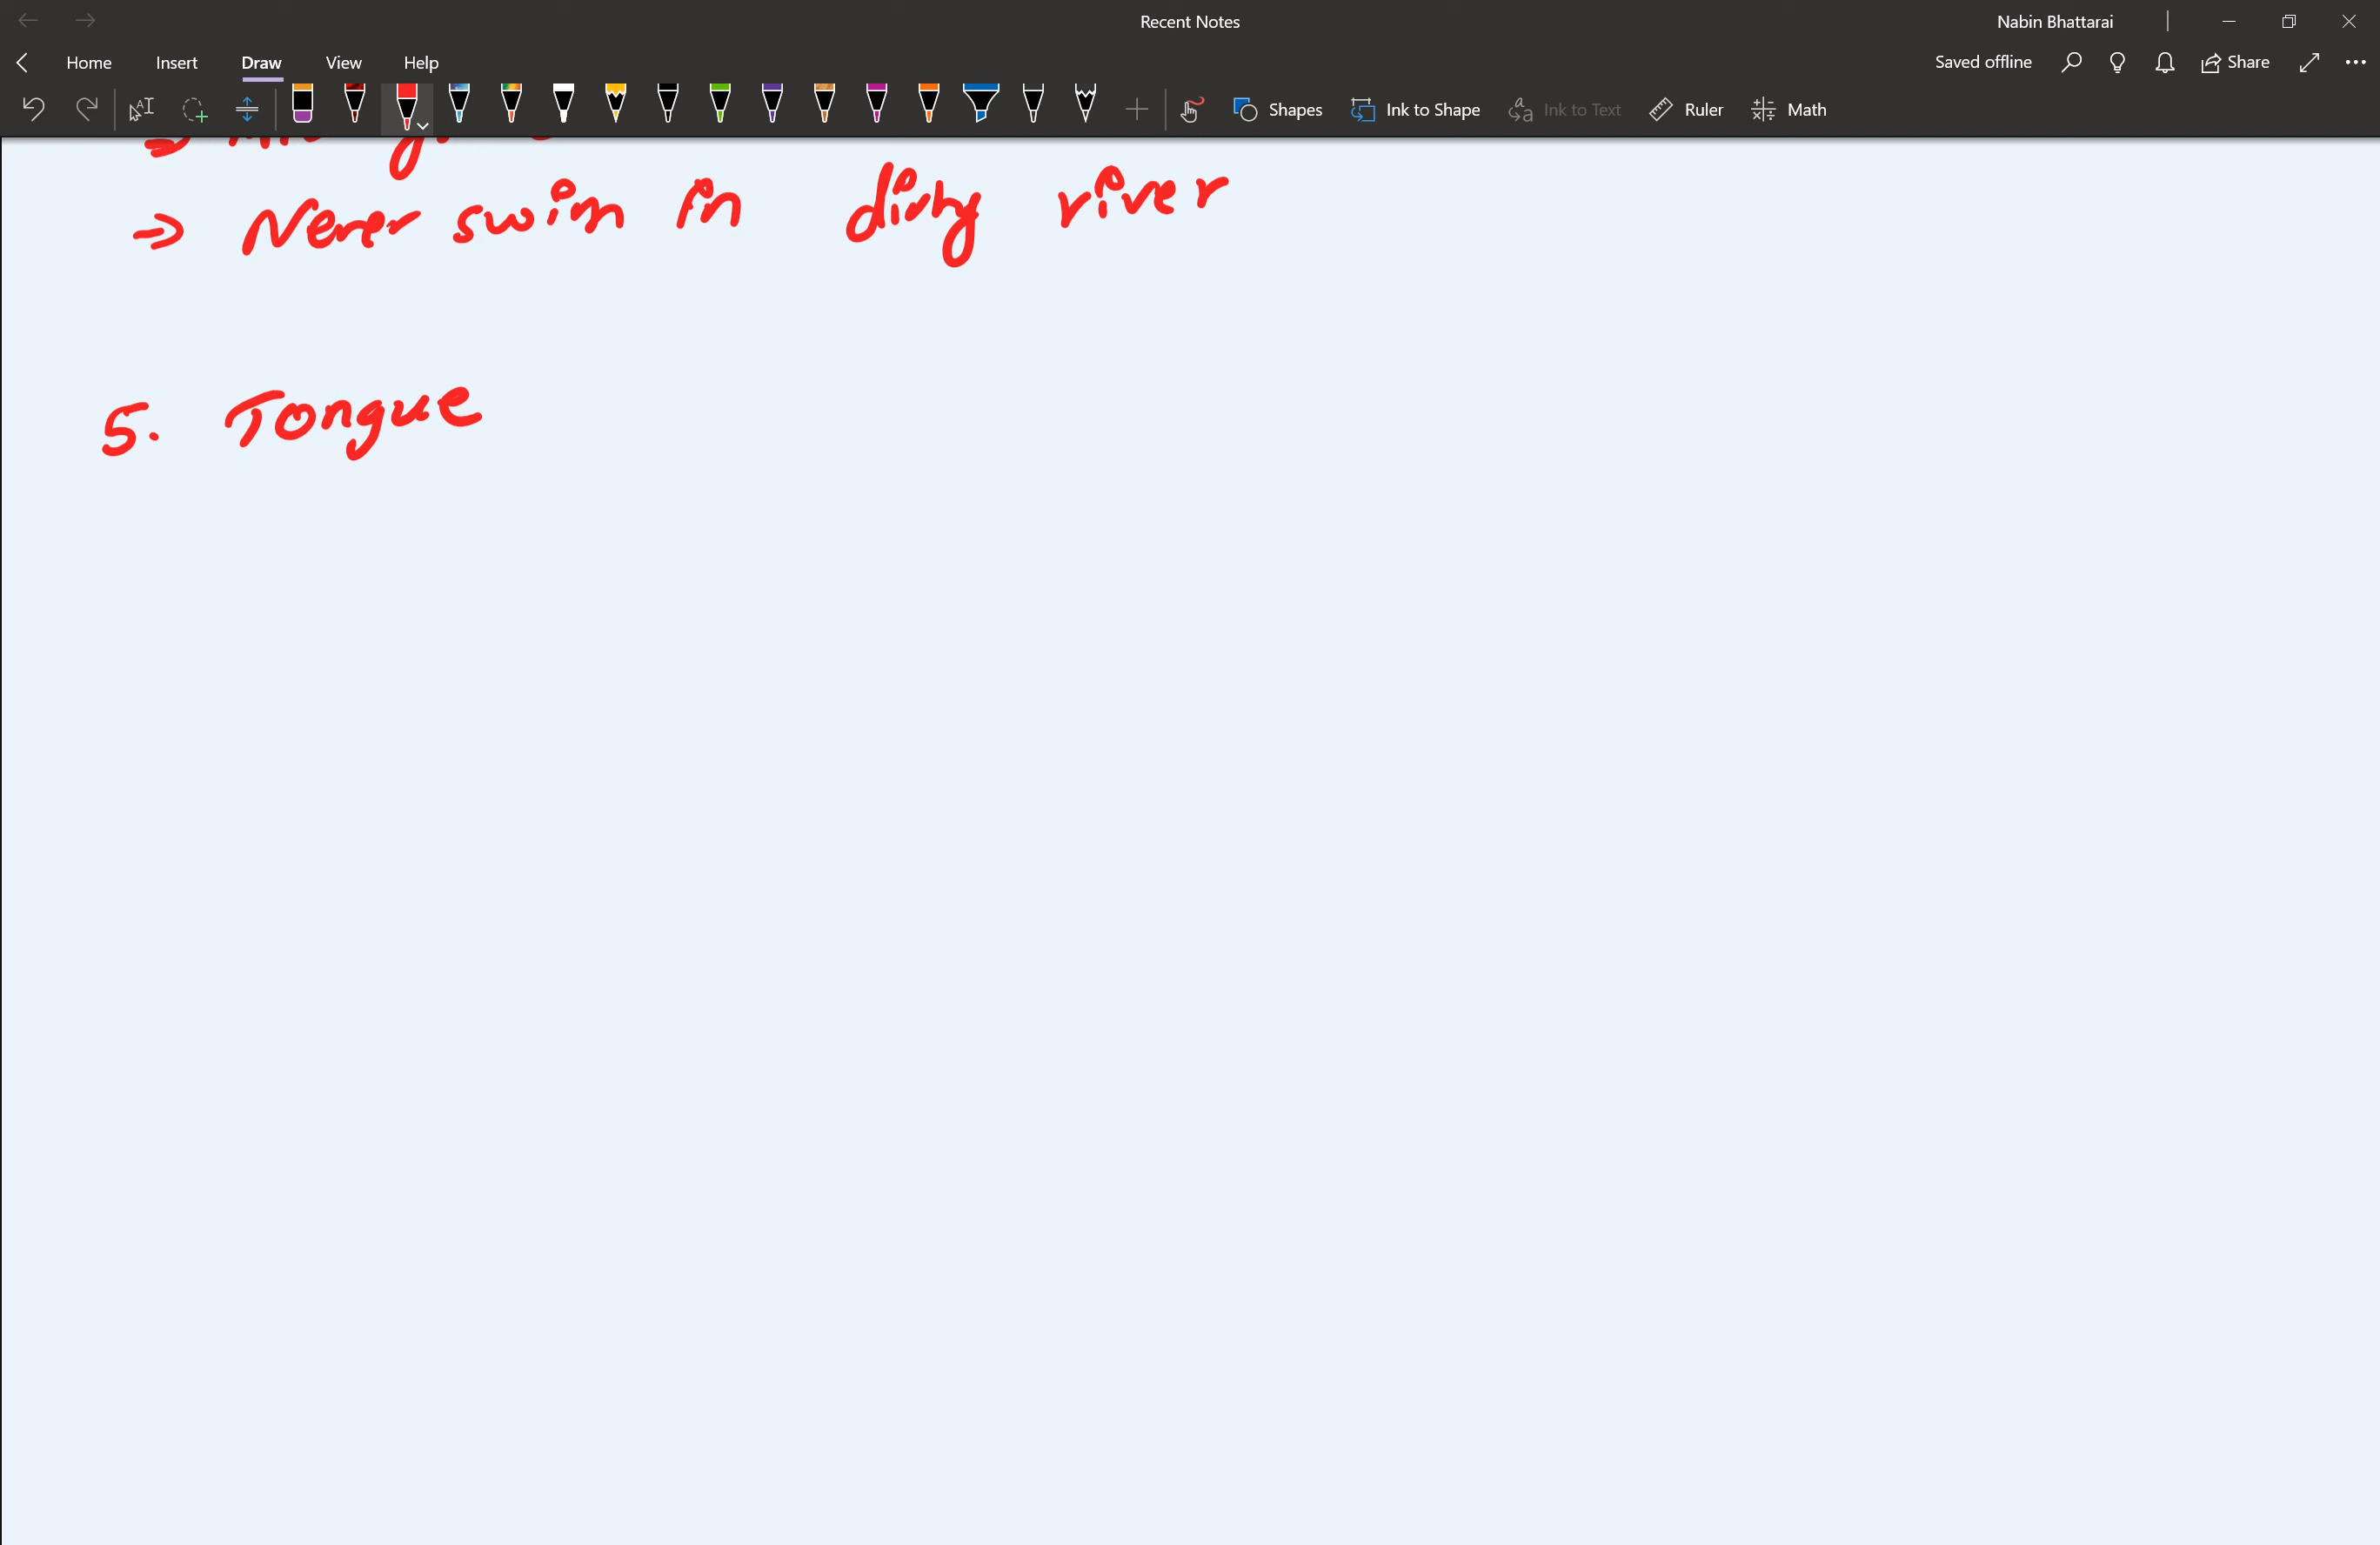 Recent Notes
Nabin Bhattarai
Home Insert Draw View Help
Saved offline
Share
Shapes
Ink to Shape
Ink to Text
Ruler
Math
⇒ Never swim in dirty river
5. Tongue